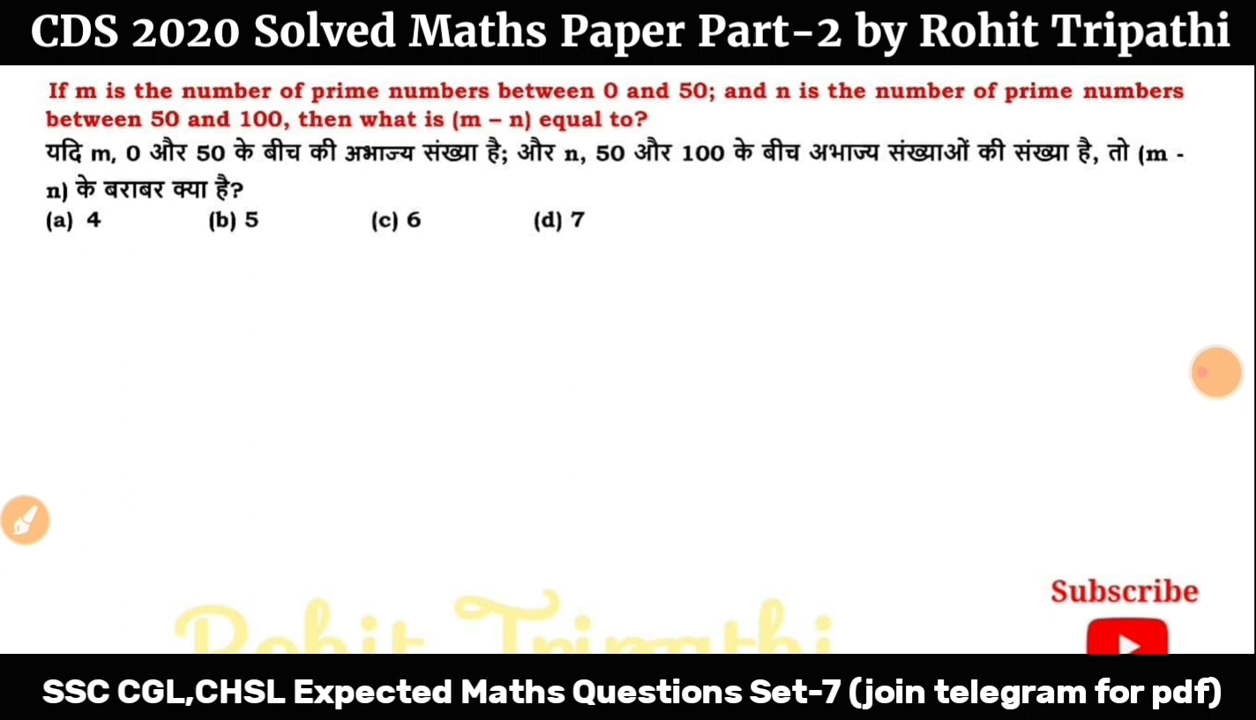 CDS 2020 Solved Maths Paper Part-2 by Rohit Tripathi
If m is the number of prime numbers between 0 and 50; and n is the number of prime numbers
between 50 and 100, then what is (m – n) equal to?
यदि m, 0 और 50 के बीच की अभाज्य संख्या है; और n, 50 और 100 के बीच अभाज्य संख्याओं की संख्या है, तो (m -
n) के बराबर क्या है?
(a) 4 (b) 5 (c) 6 (d) 7
Subscribe
Rohit Tripathi
SSC CGL,CHSL Expected Maths Questions Set-7 (join telegram for pdf)